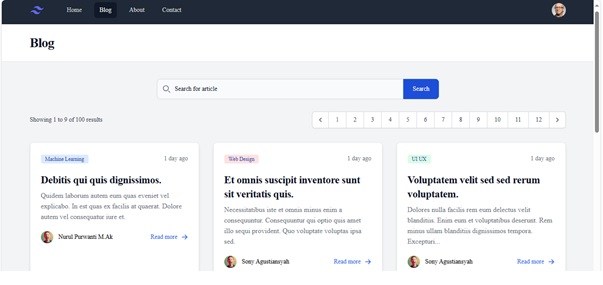 Home Blog About Contact
Blog
Search for article Search
Showing 1 to 9 of 100 results
1 2 3 4 5 6 7 8 9 10 11 12
Machine Learning 1 day ago
Debitis qui quis dignissimos.
Quidem laborum autem eum quas eveniet vel
explicabo. In est quas ex facilis at quaerat. Dolore
autem vel consequatur iure et.
Nurul Purwanti M.Ak Read more
Web Design 1 day ago
Et omnis suscipit inventore sunt
sit veritatis quis.
Necessitatibus iste et omnis minus enim a
consequuntur. Consequuntur qui optio quis amet
illo sequi provident. Quo voluptate voluptas ipsa
sed.
Sony Agustiansyah Read more
UI UX 1 day ago
Voluptatem velit sed sed rerum
voluptatem.
Dolores nulla facilis rem eum delectus velit
blanditiis. Enim eum et voluptatibus deserunt. Rem
minus ullam blanditiis dignissimos tempora.
Excepturi...
Sony Agustiansyah Read more